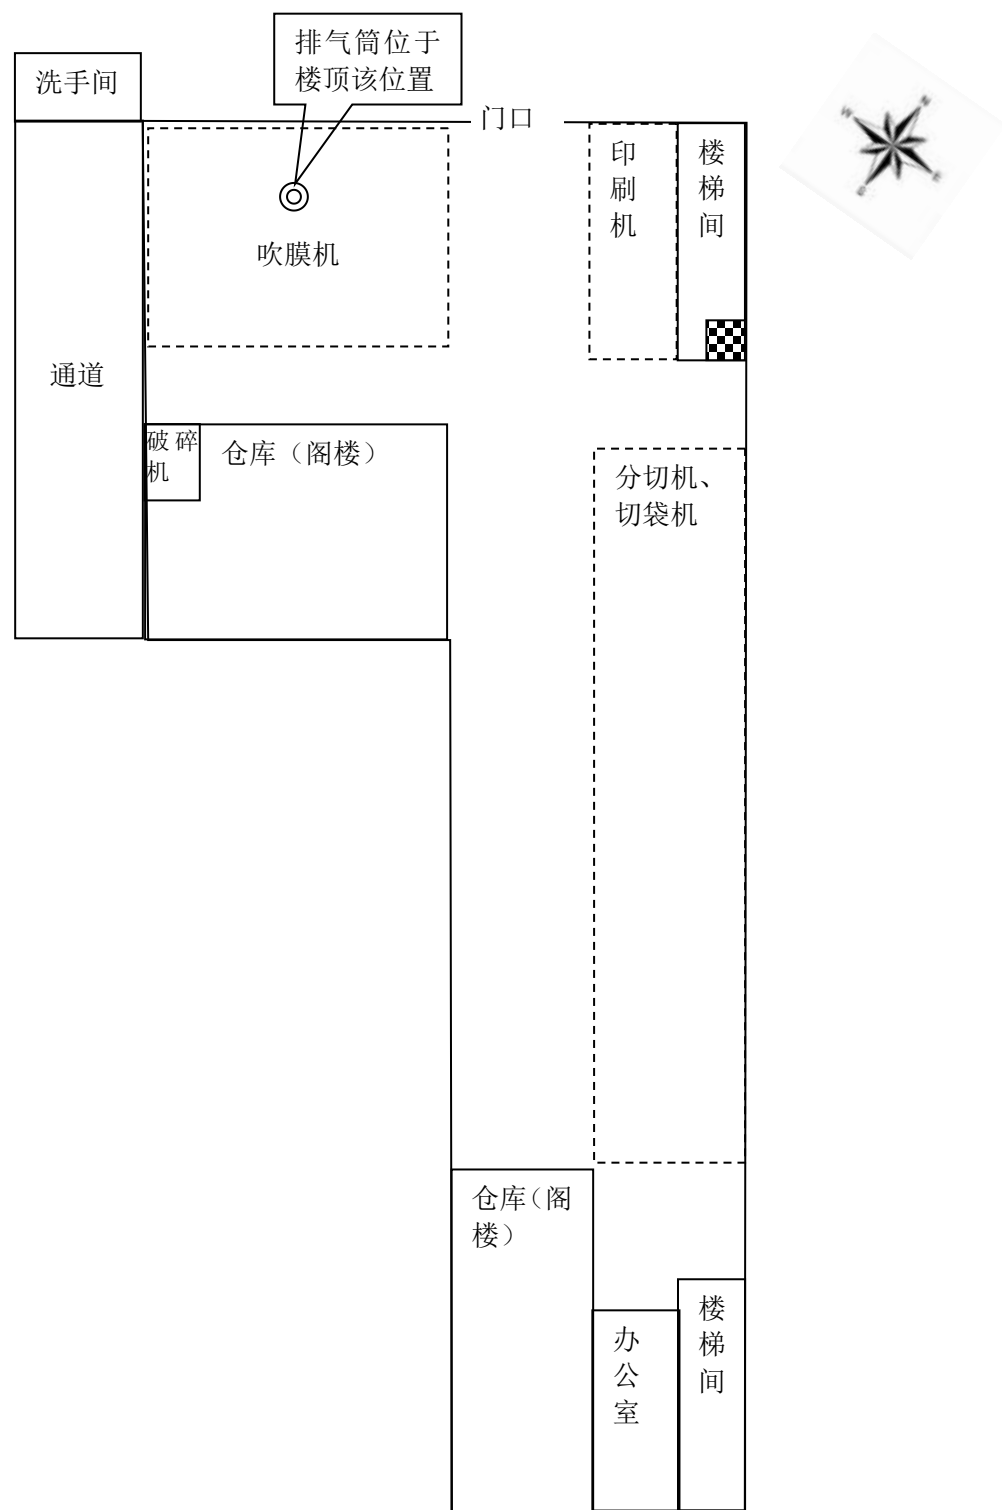 排气筒位于
楼顶该位置
洗手间
门口
印
刷
机
楼
梯
间
N
W
E
S
吹膜机
通道
破碎
机
仓库（阁楼）
分切机、
切袋机
仓库（阁
楼）
办
公
室
楼
梯
间